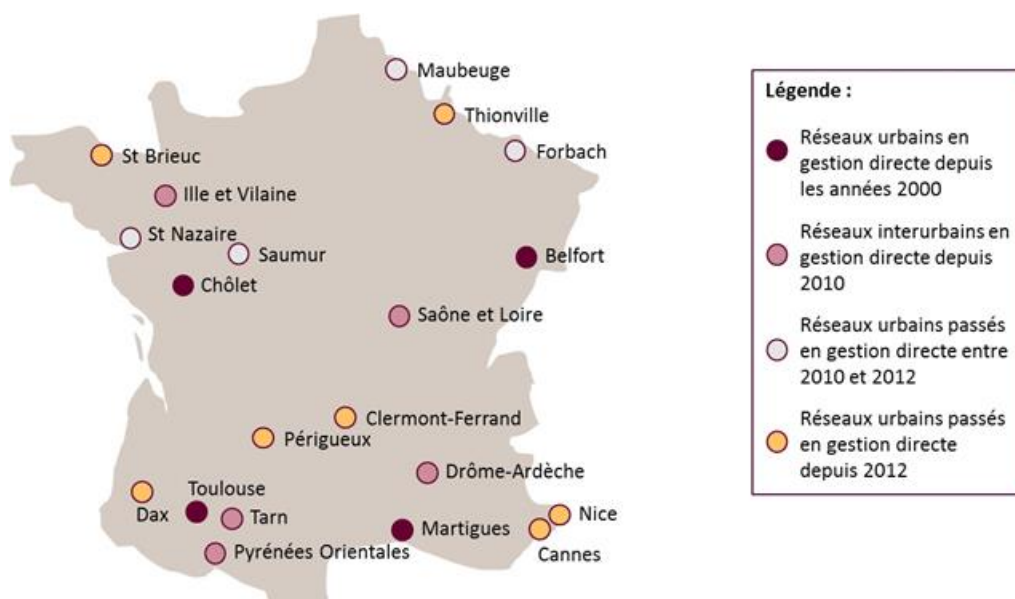 Maubeuge
Thionville
Forbach
St Brieuc
Ille et Vilaine
St Nazaire
Saumur
Belfort
Chôlet
Saône et Loire
Clermont-Ferrand
Périgueux
Drôme-Ardèche
Toulouse
Dax
Tarn
Martigues
Nice
Cannes
Pyrénées Orientales
Légende :
Réseaux urbains en
gestion directe depuis
les années 2000
Réseaux interurbains en
gestion directe depuis
2010
Réseaux urbains passés
en gestion directe entre
2010 et 2012
Réseaux urbains passés
en gestion directe
depuis 2012